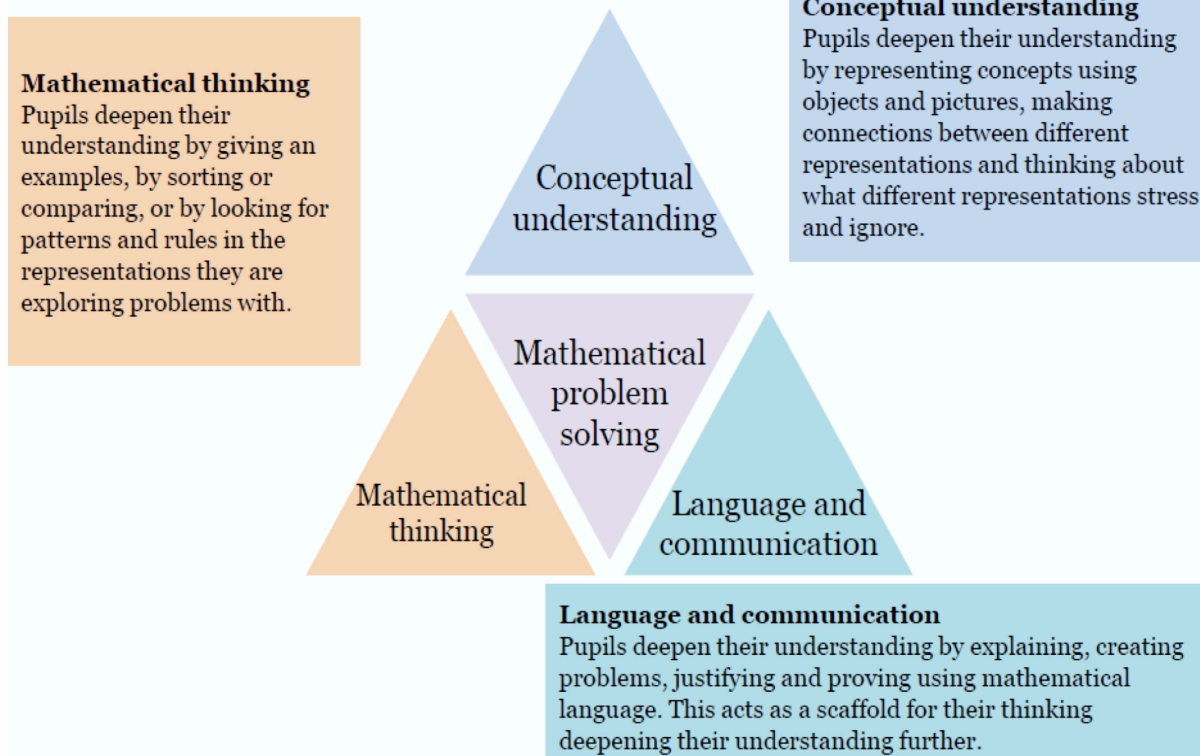 Mathematical thinking
Pupils deepen their
understanding by giving an
examples, by sorting or
comparing, or by looking for
patterns and rules in the
representations they are
exploring problems with.
Conceptual understanding
Pupils deepen their understanding
by representing concepts using
objects and pictures, making
connections between different
representations and thinking about
what different representations stress
and ignore.
Conceptual
understanding
Mathematical
problem
solving
Mathematical
thinking
Language and
communication
Language and communication
Pupils deepen their understanding by explaining, creating
problems, justifying and proving using mathematical
language. This acts as a scaffold for their thinking
deepening their understanding further.